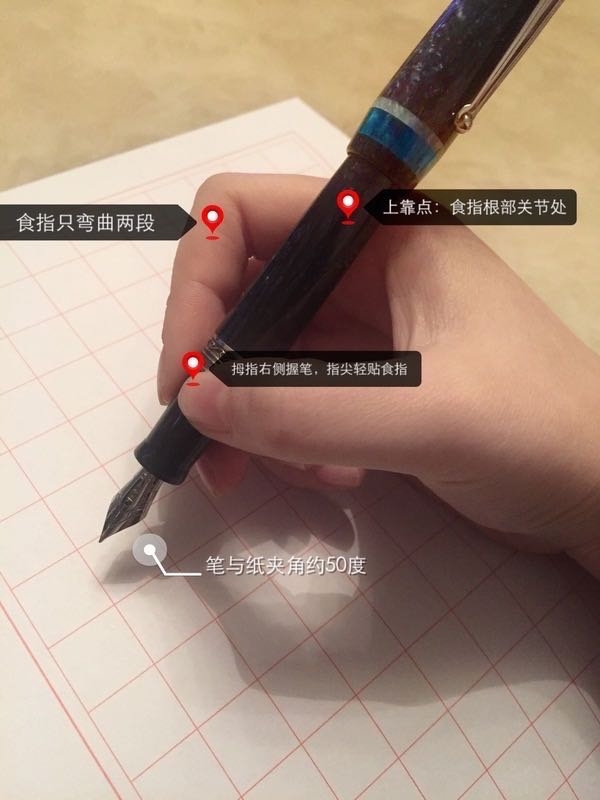 上靠点：食指根部关节处
食指只弯曲两段
拇指右侧握笔，指尖轻贴食指
笔与纸夹角约50度